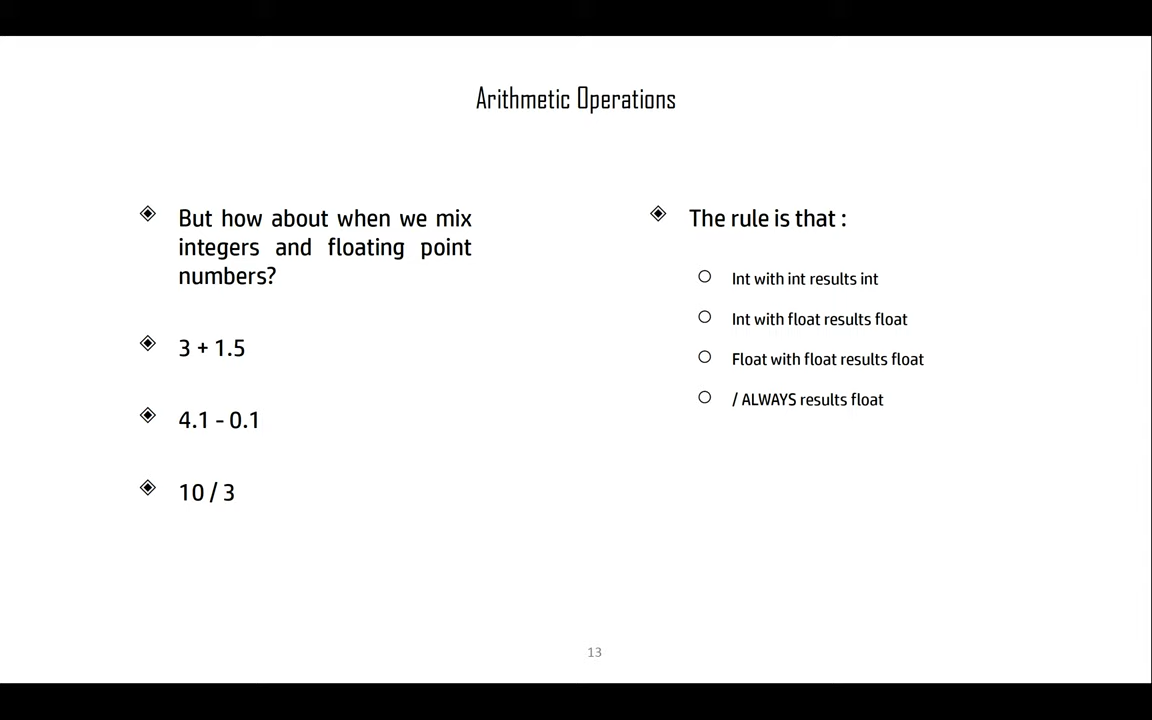 Arithmetic Operations
But how about when we mix
integers and floating point
numbers?
3 + 1.5
4.1 - 0.1
10 / 3
The rule is that :
Int with int results int
Int with float results float
Float with float results float
/ ALWAYS results float
13